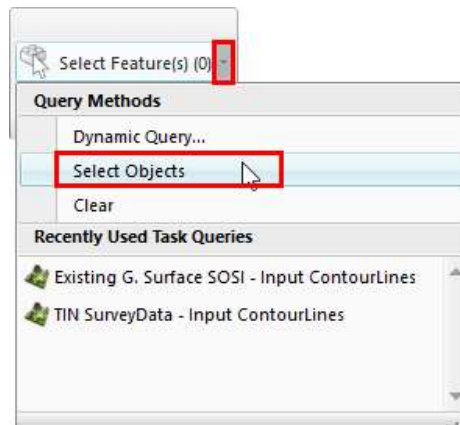 Select Feature(s) (0)
Query Methods
Dynamic Query...
Select Objects
Clear
Recently Used Task Queries
Existing G. Surface SOSI - Input ContourLines
TIN SurveyData - Input ContourLines